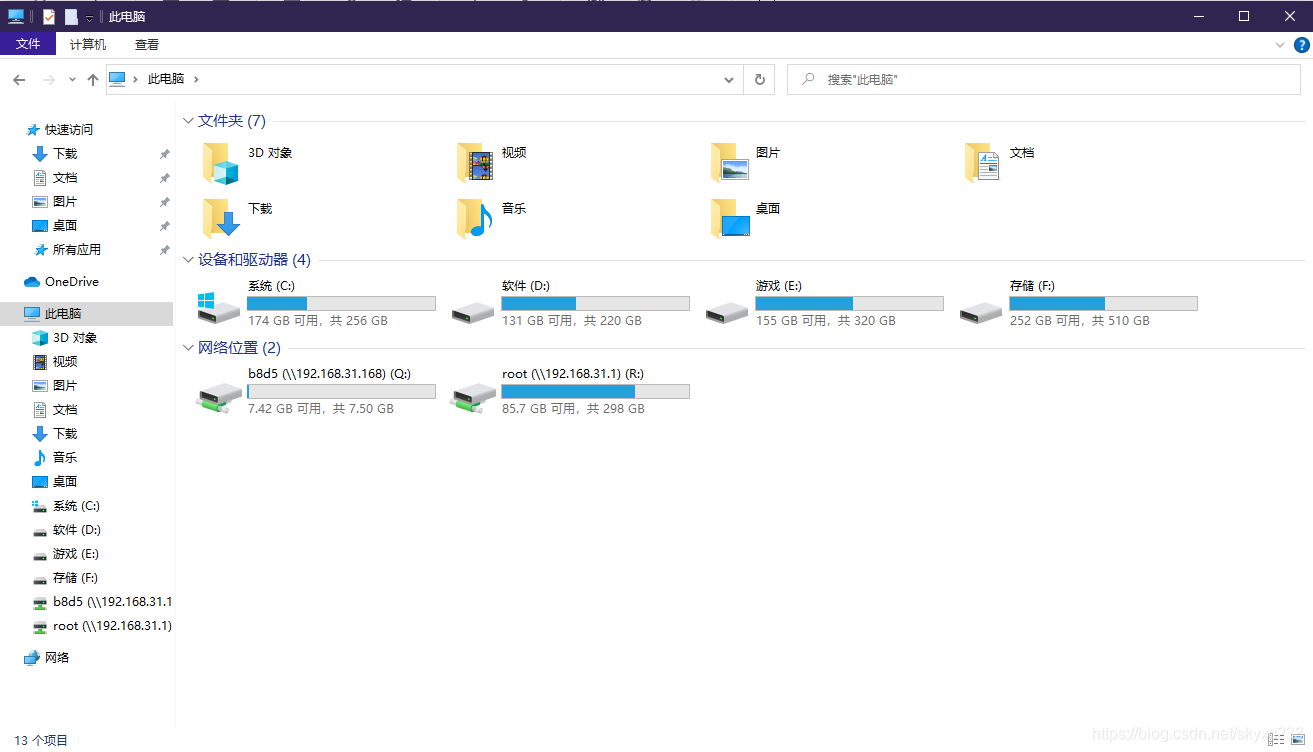 此电脑
文件 计算机 查看
此电脑
搜索"此电脑"
快速访问
下载
文档
图片
桌面
所有应用
OneDrive
此电脑
3D 对象
视频
图片
文档
下载
音乐
桌面
系统 (C:)
软件 (D:)
游戏 (E:)
存储 (F:)
b8d5 (\\192.168.31.1
root (\\192.168.31.1)
网络
文件夹 (7)
3D 对象
视频
图片
文档
下载
音乐
桌面
设备和驱动器 (4)
系统 (C:)
174 GB 可用，共 256 GB
软件 (D:)
131 GB 可用，共 220 GB
游戏 (E:)
155 GB 可用，共 320 GB
存储 (F:)
252 GB 可用，共 510 GB
网络位置 (2)
b8d5 (\\192.168.31.168) (Q:)
7.42 GB 可用，共 7.50 GB
root (\\192.168.31.1) (R:)
85.7 GB 可用，共 298 GB
13 个项目